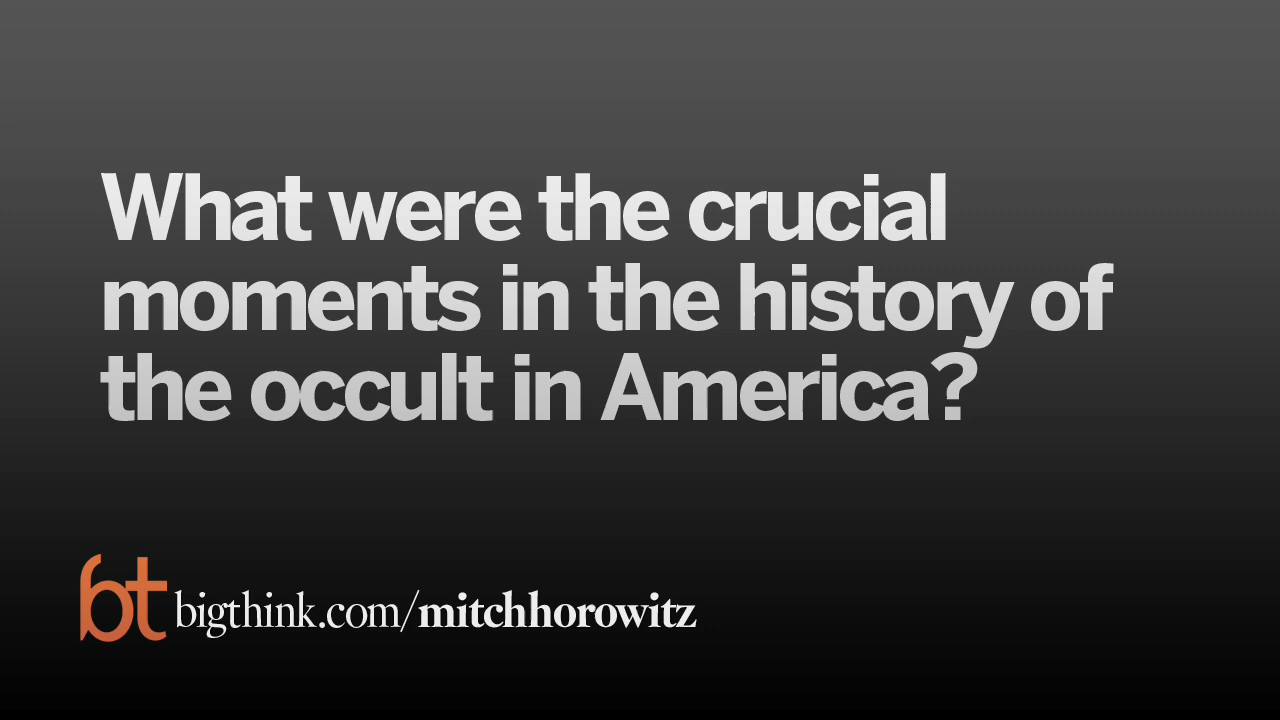 What were the crucial
moments in the history of
the occult in America?
bt bigthink.com/mitchhorowitz